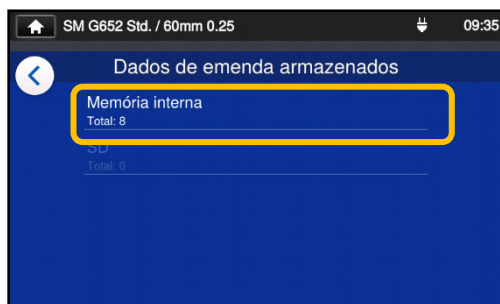 SM G652 Std. / 60mm 0.25 09:35
Dados de emenda armazenados
Memória interna
Total: 8
SD
Total: 0